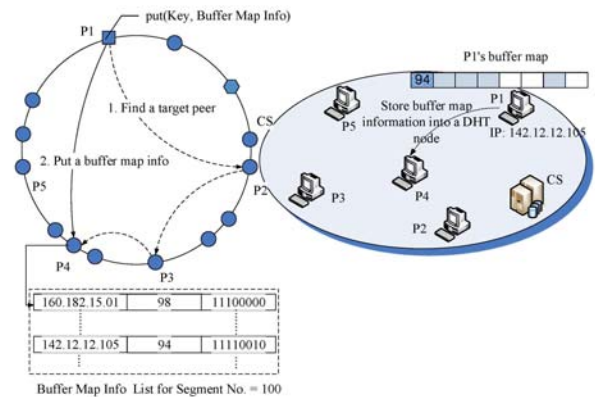 put(Key, Buffer Map Info)
P1
1. Find a target peer
CS
2. Put a buffer map info
P5
P2
P4
P3
160.182.15.01 98 11100000
142.12.12.105 94 11110010
Buffer Map Info List for Segment No. = 100
P1's buffer map
94
P1
Store buffer map
information into a DHT
node
P5
IP: 142.12.12.105
P4
CS
P3
P2